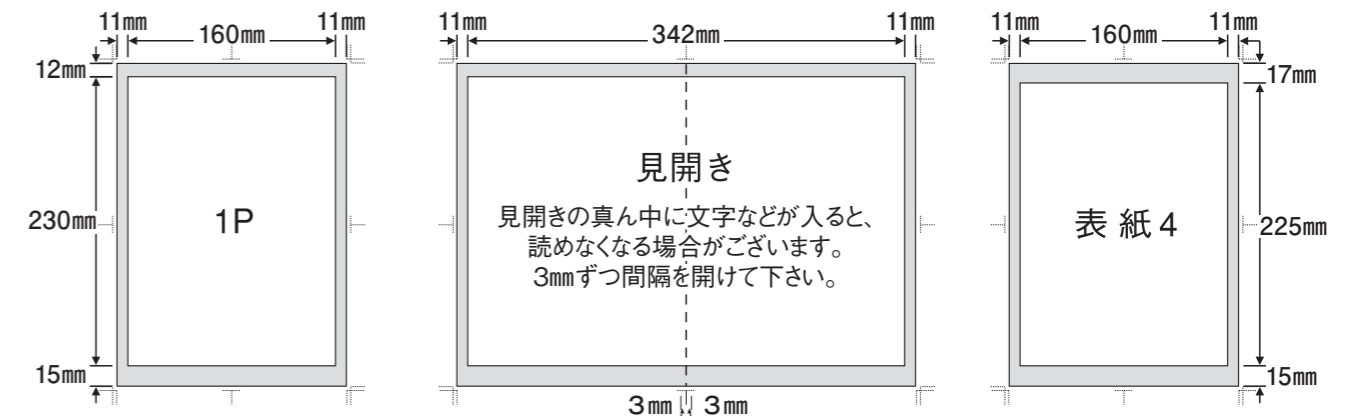 11㎜
160㎜
11㎜
12㎜
230㎜
15㎜
1P
11㎜
342㎜
11㎜
見開き
見開きの真ん中に文字などが入ると、
読めなくなる場合がございます。
3㎜ずつ間隔を開けて下さい。
3㎜ 3㎜
11㎜
160㎜
11㎜
17㎜
表紙4
225㎜
15㎜